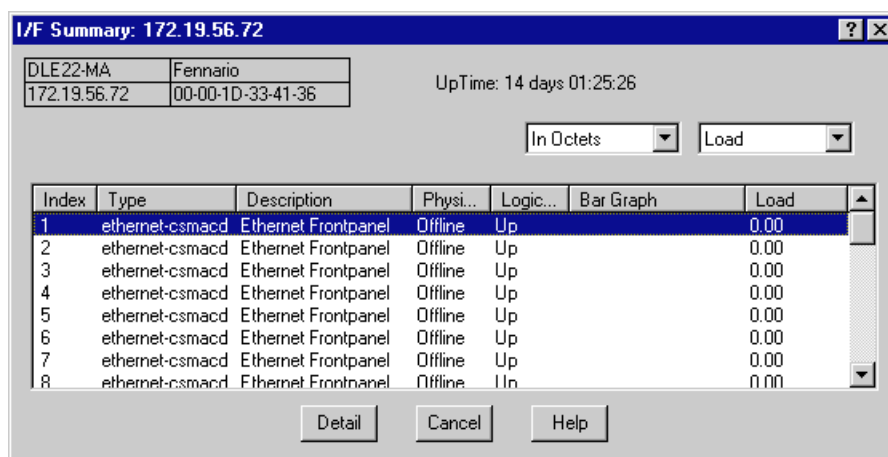 I/F Summary: 172.19.56.72
DLE22-MA Fennario
172.19.56.72 00-00-1D-33-41-36
UpTime: 14 days 01:25:26
In Octets Load
Index Type Description Physi... Logic... Bar Graph Load
1 ethernet-csmacd Ethernet Frontpanel Offline Up 0.00
2 ethernet-csmacd Ethernet Frontpanel Offline Up 0.00
3 ethernet-csmacd Ethernet Frontpanel Offline Up 0.00
4 ethernet-csmacd Ethernet Frontpanel Offline Up 0.00
5 ethernet-csmacd Ethernet Frontpanel Offline Up 0.00
6 ethernet-csmacd Ethernet Frontpanel Offline Up 0.00
7 ethernet-csmacd Ethernet Frontpanel Offline Up 0.00
8 ethernet-csmacd Ethernet Frontpanel Offline Up 0.00
Detail Cancel Help